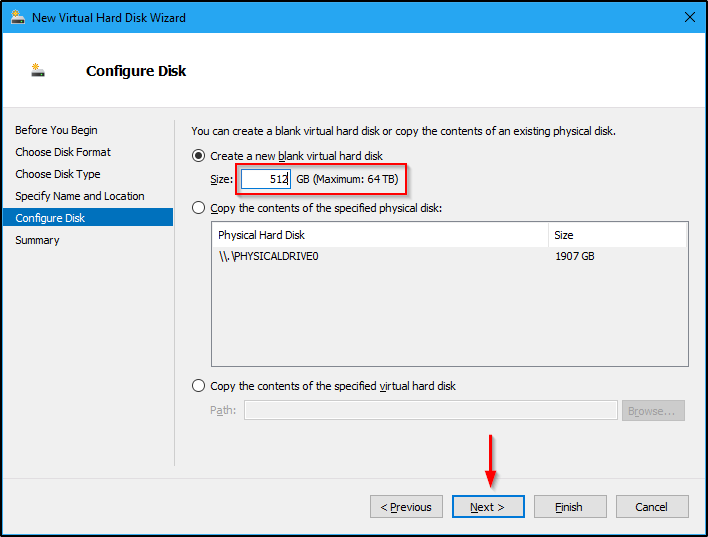 New Virtual Hard Disk Wizard
Configure Disk
Before You Begin
Choose Disk Format
Choose Disk Type
Specify Name and Location
Configure Disk
Summary
You can create a blank virtual hard disk or copy the contents of an existing physical disk.
Create a new blank virtual hard disk
Size: 512 GB (Maximum: 64 TB)
Copy the contents of the specified physical disk:
Physical Hard Disk Size
\\.\PHYSICALDRIVE0 1907 GB
Copy the contents of the specified virtual hard disk
Path: Browse...
< Previous Next > Finish Cancel